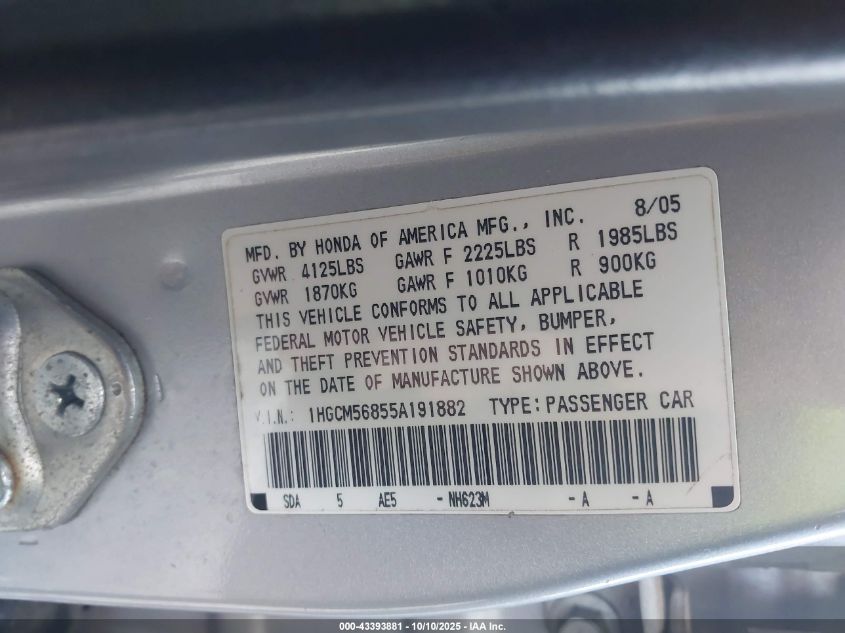 MFD. BY HONDA OF AMERICA MFG., INC. 8/05
GVWR 4125LBS GAWR F 2225LBS R 1985LBS
GVWR 1870KG GAWR F 1010KG R 900KG
THIS VEHICLE CONFORMS TO ALL APPLICABLE
FEDERAL MOTOR VEHICLE SAFETY, BUMPER,
AND THEFT PREVENTION STANDARDS IN EFFECT
ON THE DATE OF MANUFACTURE SHOWN ABOVE.
V.I.N.: 1HGCM56855A191882 TYPE:PASSENGER CAR
SDA 5 AE5 -NH623M -A -A
000-43393881 - 10/10/2025 - IAA Inc.